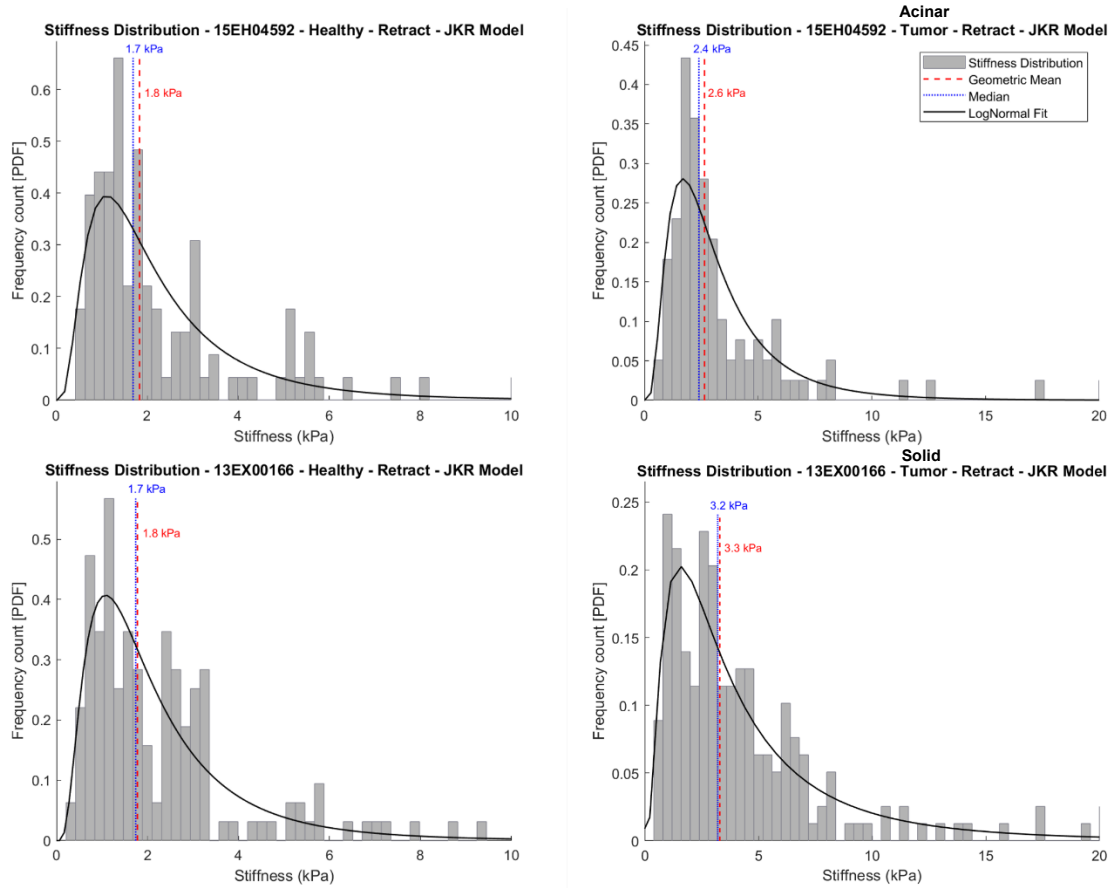 Stiffness Distribution - 15EH04592 - Healthy - Retract - JKR Model
1.7 kPa
1.8 kPa
0.6
0.5
0.4
0.3
0.2
0.1
0
Frequency count [PDF]
0 2 4 6 8 10
Stiffness (kPa)
Acinar
Stiffness Distribution - 15EH04592 - Tumor - Retract - JKR Model
2.4 kPa
2.6 kPa
Stiffness Distribution
Geometric Mean
Median
LogNormal Fit
0.45
0.4
0.35
0.3
0.25
0.2
0.15
0.1
0.05
0
Frequency count [PDF]
0 5 10 15 20
Stiffness (kPa)
Stiffness Distribution - 13EX00166 - Healthy - Retract - JKR Model
1.7 kPa
1.8 kPa
0.5
0.4
0.3
0.2
0.1
0
Frequency count [PDF]
0 2 4 6 8 10
Stiffness (kPa)
Solid
Stiffness Distribution - 13EX00166 - Tumor - Retract - JKR Model
3.2 kPa
3.3 kPa
0.25
0.2
0.15
0.1
0.05
0
Frequency count [PDF]
0 5 10 15 20
Stiffness (kPa)